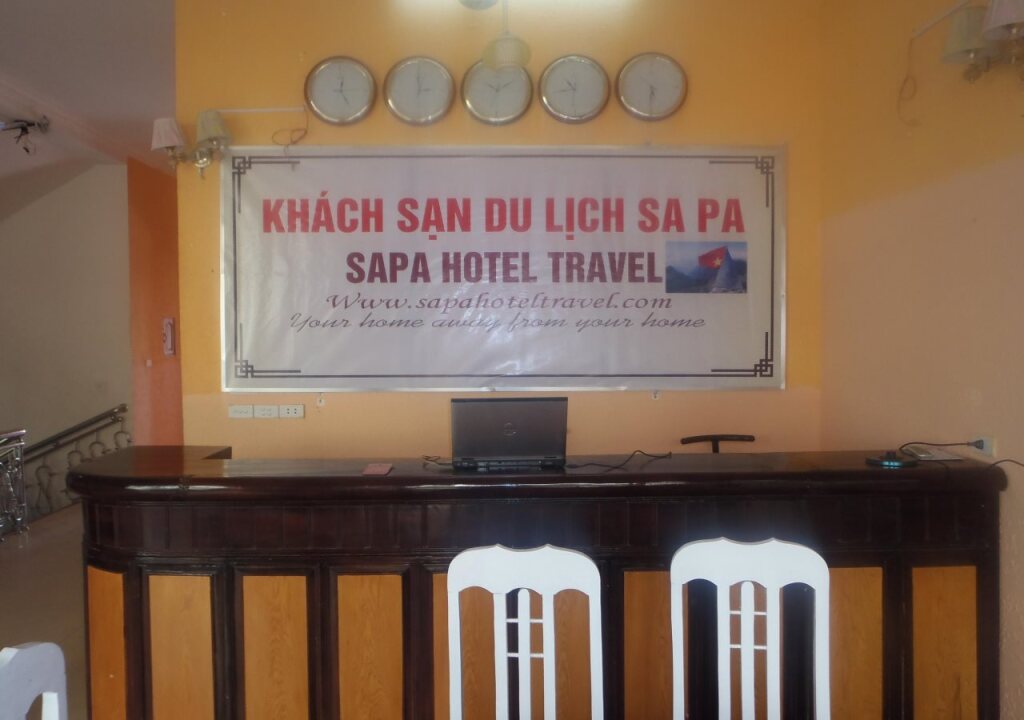 KHÁCH SẠN DU LỊCH SA PA
SAPA HOTEL TRAVEL
Www.sapahoteltravel.com
Your home away from your home